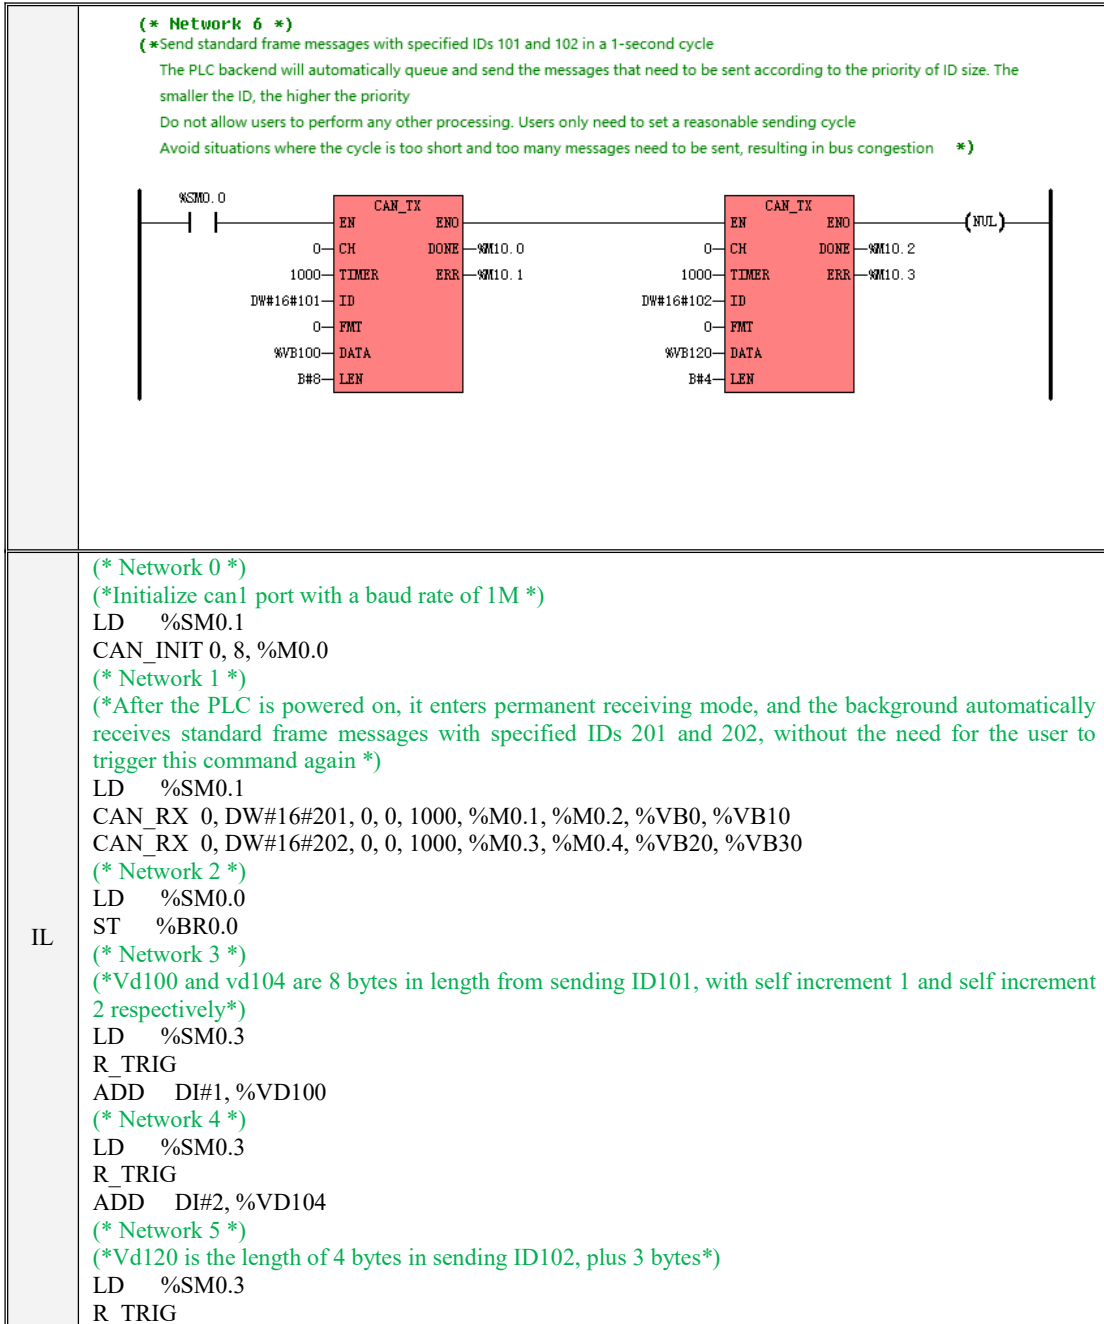 (* Network 6 *)
(*Send standard frame messages with specified IDs 101 and 102 in a 1-second cycle
The PLC backend will automatically queue and send the messages that need to be sent according to the priority of ID size. The
smaller the ID, the higher the priority
Do not allow users to perform any other processing. Users only need to set a reasonable sending cycle
Avoid situations where the cycle is too short and too many messages need to be sent, resulting in bus congestion *)
%SM0.0
CAN_TX CAN_TX
EN ENO EN ENO (NUL)
0 CH DONE %M10.0 0 CH DONE %M10.2
1000 TIMER ERR %M10.1 1000 TIMER ERR %M10.3
DW#16#101 ID DW#16#102 ID
0 FMT 0 FMT
%VB100 DATA %VB120 DATA
B#8 LEN B#4 LEN
IL
(* Network 0 *)
(*Initialize can1 port with a baud rate of 1M *)
LD %SM0.1
CAN_INIT 0, 8, %M0.0
(* Network 1 *)
(*After the PLC is powered on, it enters permanent receiving mode, and the background automatically
receives standard frame messages with specified IDs 201 and 202, without the need for the user to
trigger this command again *)
LD %SM0.1
CAN_RX 0, DW#16#201, 0, 0, 1000, %M0.1, %M0.2, %VB0, %VB10
CAN_RX 0, DW#16#202, 0, 0, 1000, %M0.3, %M0.4, %VB20, %VB30
(* Network 2 *)
LD %SM0.0
ST %BR0.0
(* Network 3 *)
(*Vd100 and vd104 are 8 bytes in length from sending ID101, with self increment 1 and self increment
2 respectively*)
LD %SM0.3
R_TRIG
ADD DI#1, %VD100
(* Network 4 *)
LD %SM0.3
R_TRIG
ADD DI#2, %VD104
(* Network 5 *)
(*Vd120 is the length of 4 bytes in sending ID102, plus 3 bytes*)
LD %SM0.3
R_TRIG